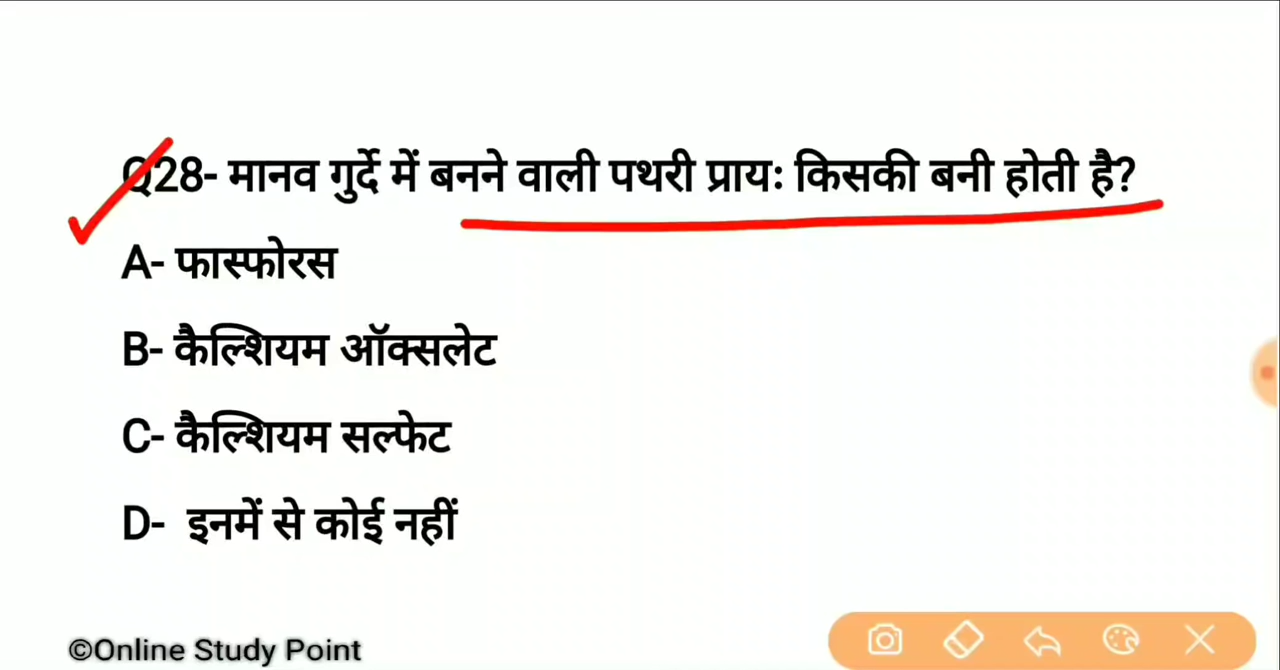 Q28- मानव गुर्दे में बनने वाली पथरी प्रायः किसकी बनी होती है?
A- फास्फोरस
B- कैल्शियम ऑक्सलेट
C- कैल्शियम सल्फेट
D- इनमें से कोई नहीं
©Online Study Point